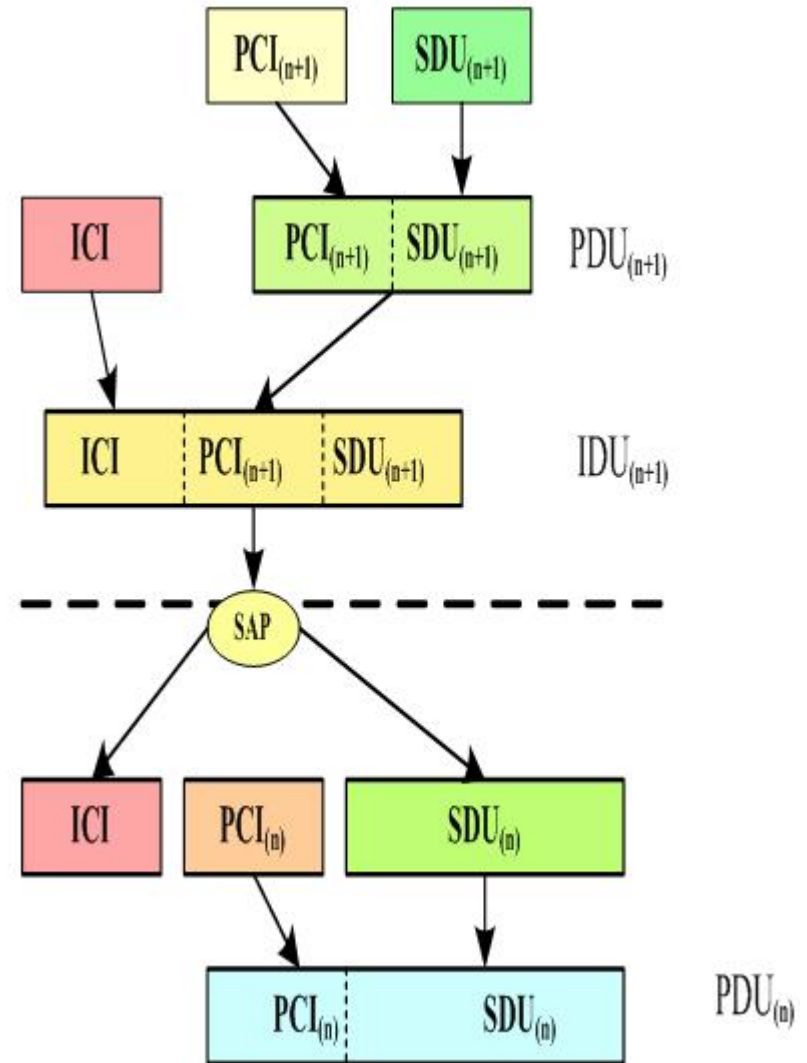 PCI(n+1) SDU(n+1)
ICI PCI(n+1) SDU(n+1) PDU(n+1)
ICI PCI(n+1) SDU(n+1) IDU(n+1)
SAP
ICI PCI(n) SDU(n)
PCI(n) SDU(n) PDU(n)